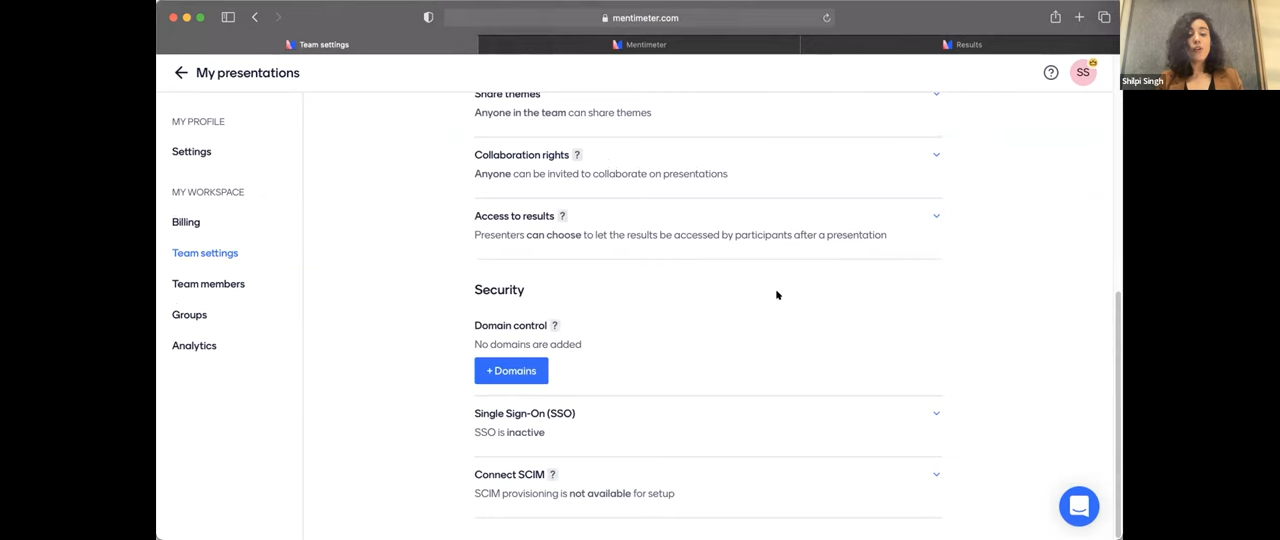 mentimeter.com
Team settings
Mentimeter
Results
My presentations
SS
Shilpi Singh
MY PROFILE
Settings
MY WORKSPACE
Billing
Team settings
Team members
Groups
Analytics
Share themes
Anyone in the team can share themes
Collaboration rights ?
Anyone can be invited to collaborate on presentations
Access to results ?
Presenters can choose to let the results be accessed by participants after a presentation
Security
Domain control ?
No domains are added
+ Domains
Single Sign-On (SSO)
SSO is inactive
Connect SCIM ?
SCIM provisioning is not available for setup